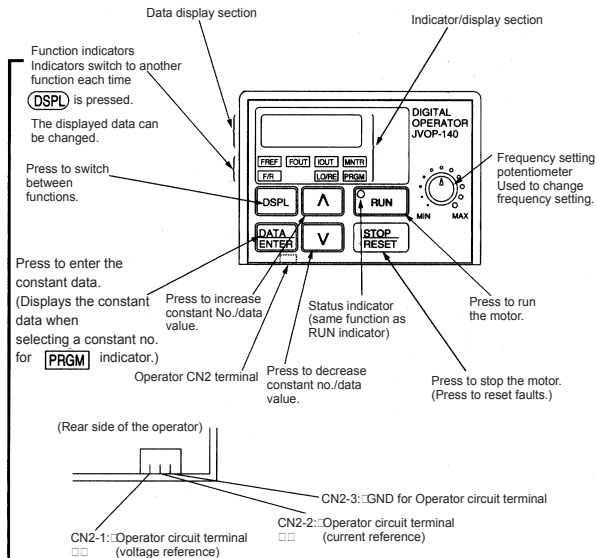 Data display section
Indicator/display section
Function indicators
Indicators switch to another
function each time
DSPL is pressed.
The displayed data can
be changed.
Press to switch
between
functions.
DIGITAL
OPERATOR
JVOP-140
FREF FOUT IOUT MNTR
F/R LO/RE PRGM
DSPL ∧ RUN
MIN MAX
DATA
ENTER ∨ STOP
RESET
Frequency setting
potentiometer
Used to change
frequency setting.
Press to enter the
constant data.
(Displays the constant
data when
selecting a constant no.
for PRGM indicator.)
Press to increase
constant No./data
value.
Status indicator
(same function as
RUN indicator)
Press to run
the motor.
Operator CN2 terminal
Press to decrease
constant no./data
value.
Press to stop the motor.
(Press to reset faults.)
(Rear side of the operator)
CN2-3:□GND for Operator circuit terminal
CN2-2:□Operator circuit terminal
□□ (current reference)
CN2-1:□Operator circuit terminal
□□ (voltage reference)